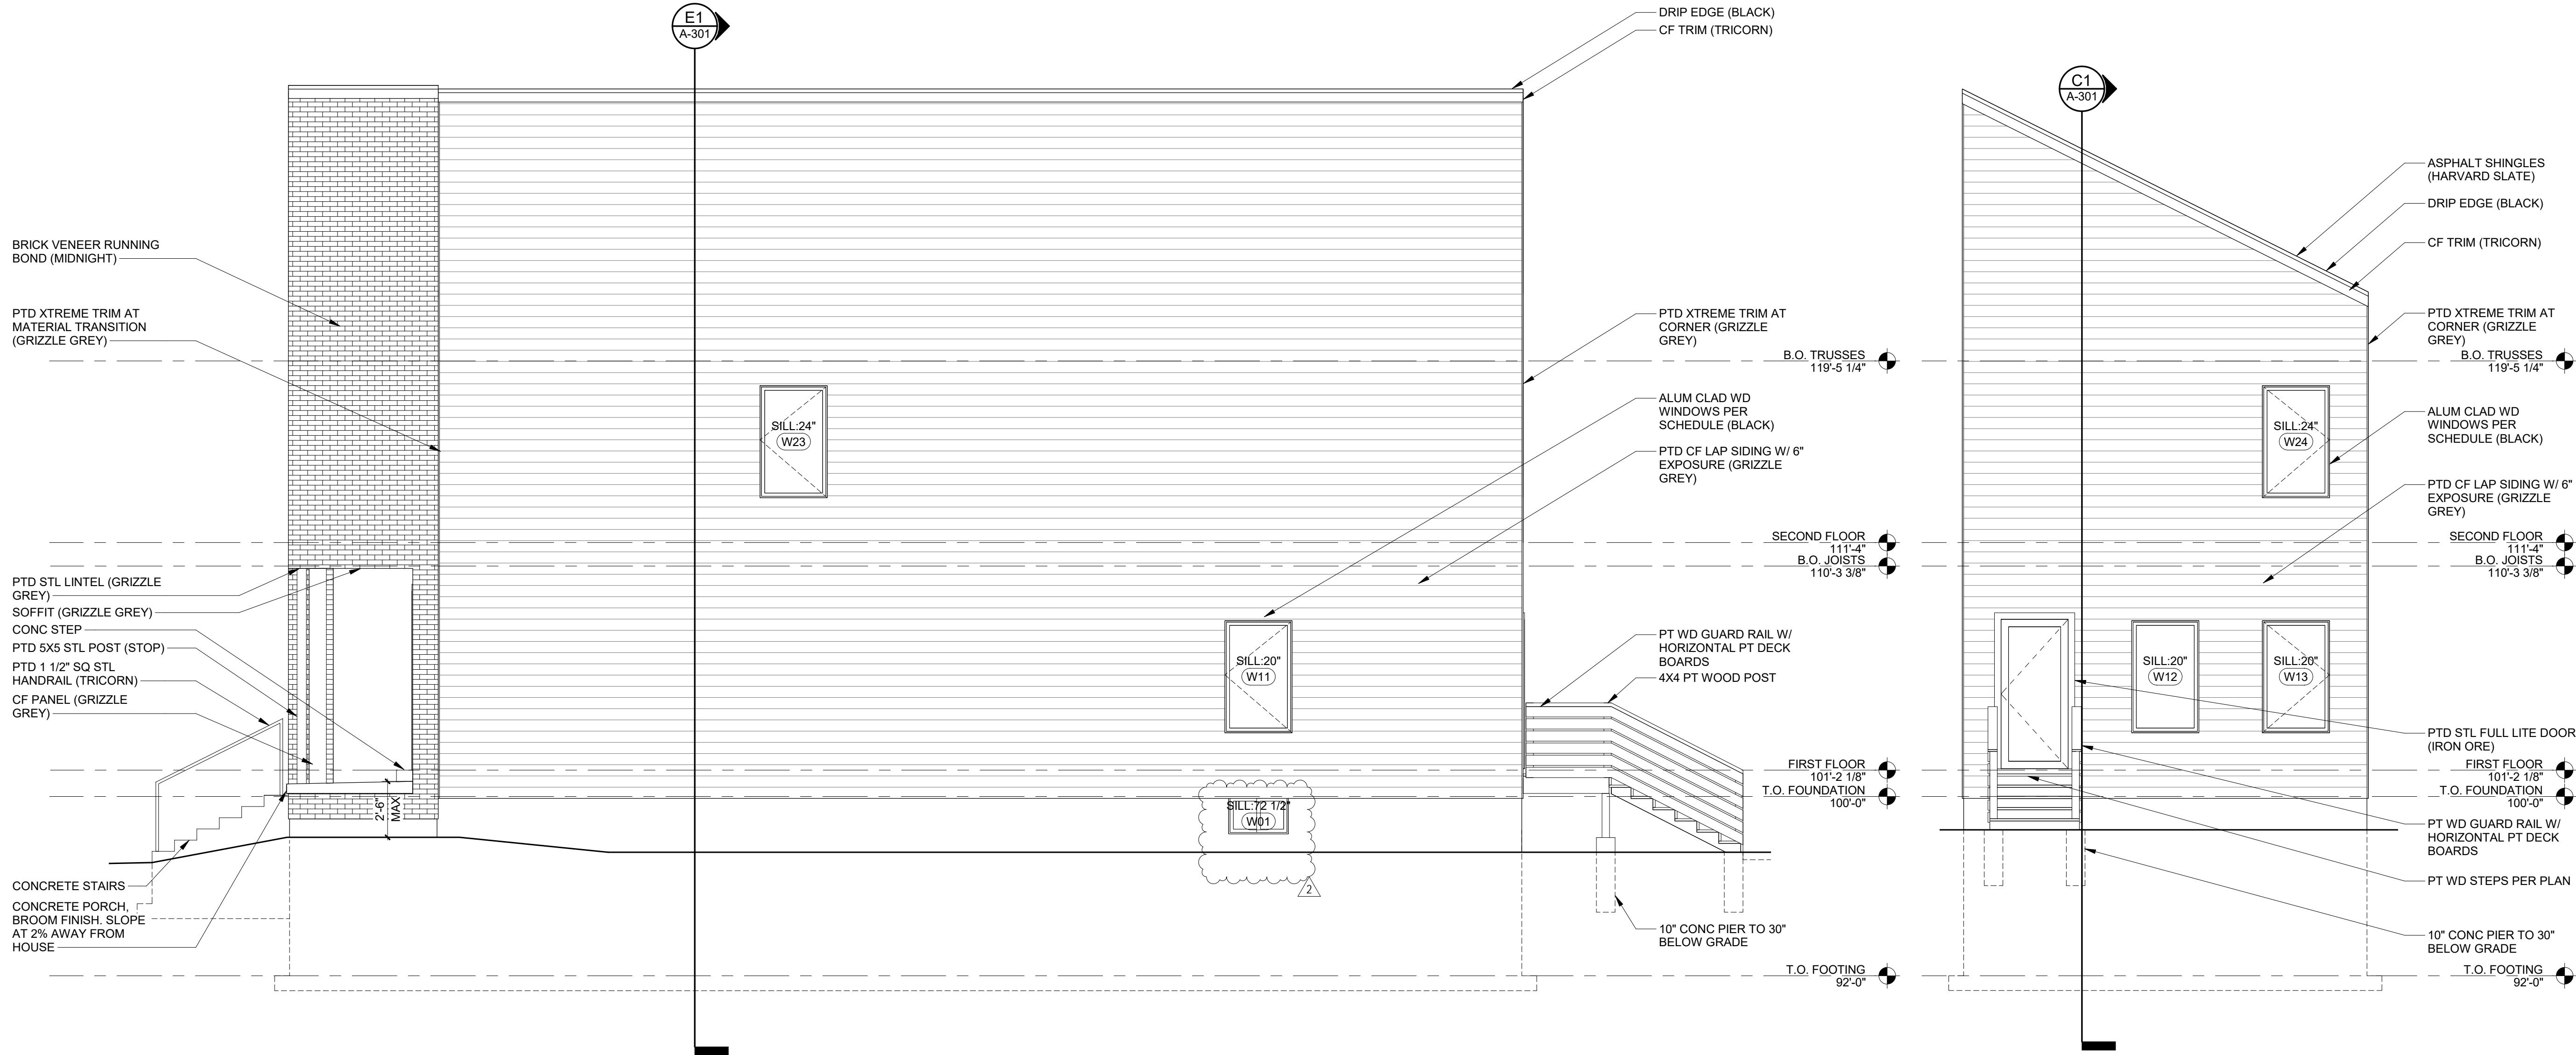 E1
A-301
DRIP EDGE (BLACK)
CF TRIM (TRICORN)
BRICK VENEER RUNNING
BOND (MIDNIGHT)
PTD XTREME TRIM AT
MATERIAL TRANSITION
(GRIZZLE GREY)
PTD STL LINTEL (GRIZZLE
GREY)
SOFFIT (GRIZZLE GREY)
CONC STEP
PTD 5X5 STL POST (STOP)
PTD 1 1/2" SQ STL
HANDRAIL (TRICORN)
CF PANEL (GRIZZLE
GREY)
CONCRETE STAIRS
CONCRETE PORCH,
BROOM FINISH. SLOPE
AT 2% AWAY FROM
HOUSE
2'-6"
MAX
SILL:24"
W23
SILL:20"
W11
SILL:72 1/2"
W01
2
PTD XTREME TRIM AT
CORNER (GRIZZLE
GREY)
B.O. TRUSSES
119'-5 1/4"
ALUM CLAD WD
WINDOWS PER
SCHEDULE (BLACK)
PTD CF LAP SIDING W/ 6"
EXPOSURE (GRIZZLE
GREY)
SECOND FLOOR
111'-4"
B.O. JOISTS
110'-3 3/8"
PT WD GUARD RAIL W/
HORIZONTAL PT DECK
BOARDS
4X4 PT WOOD POST
FIRST FLOOR
101'-2 1/8"
T.O. FOUNDATION
100'-0"
10" CONC PIER TO 30"
BELOW GRADE
T.O. FOOTING
92'-0"
C1
A-301
ASPHALT SHINGLES
(HARVARD SLATE)
DRIP EDGE (BLACK)
CF TRIM (TRICORN)
PTD XTREME TRIM AT
CORNER (GRIZZLE
GREY)
B.O. TRUSSES
119'-5 1/4"
SILL:24"
W24
ALUM CLAD WD
WINDOWS PER
SCHEDULE (BLACK)
PTD CF LAP SIDING W/ 6"
EXPOSURE (GRIZZLE
GREY)
SECOND FLOOR
111'-4"
B.O. JOISTS
110'-3 3/8"
SILL:20"
W12
SILL:20"
W13
PTD STL FULL LITE DOOR
(IRON ORE)
FIRST FLOOR
101'-2 1/8"
T.O. FOUNDATION
100'-0"
PT WD GUARD RAIL W/
HORIZONTAL PT DECK
BOARDS
PT WD STEPS PER PLAN
10" CONC PIER TO 30"
BELOW GRADE
T.O. FOOTING
92'-0"